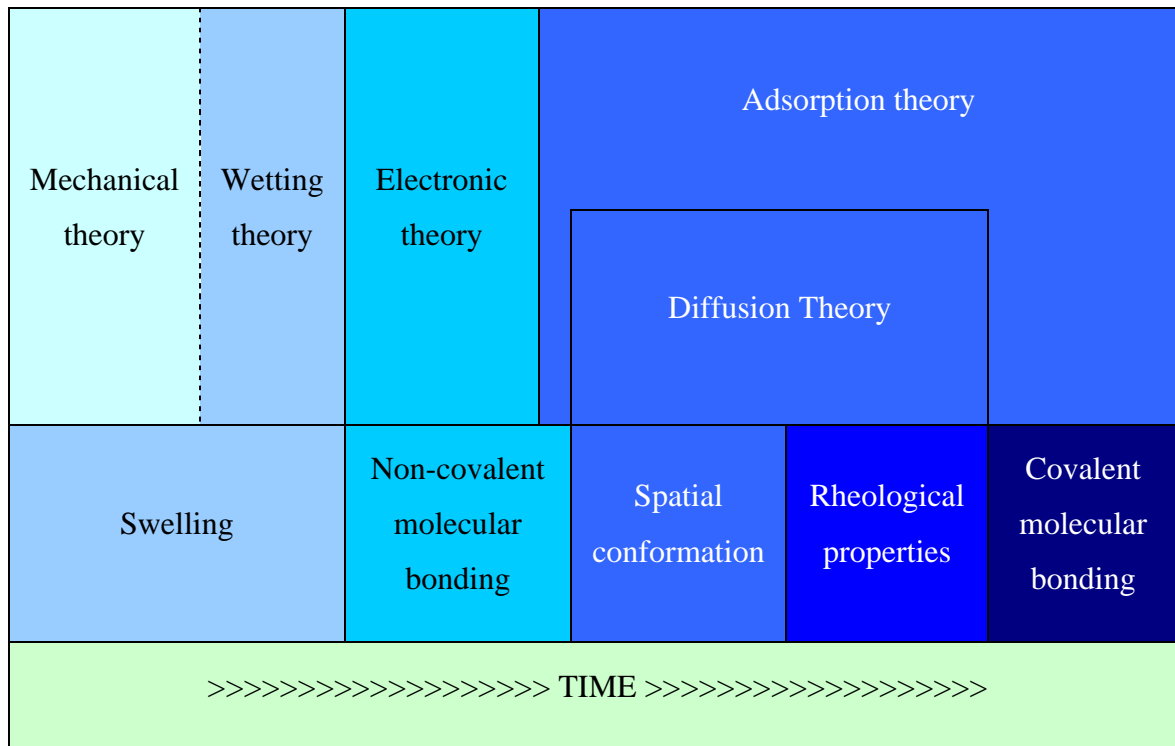 Adsorption theory
Mechanical
theory
Wetting
theory
Electronic
theory
Diffusion Theory
Swelling
Non-covalent
molecular
bonding
Spatial
conformation
Rheological
properties
Covalent
molecular
bonding
>>>>>>>>>>>>>>>>>>> TIME >>>>>>>>>>>>>>>>>>>